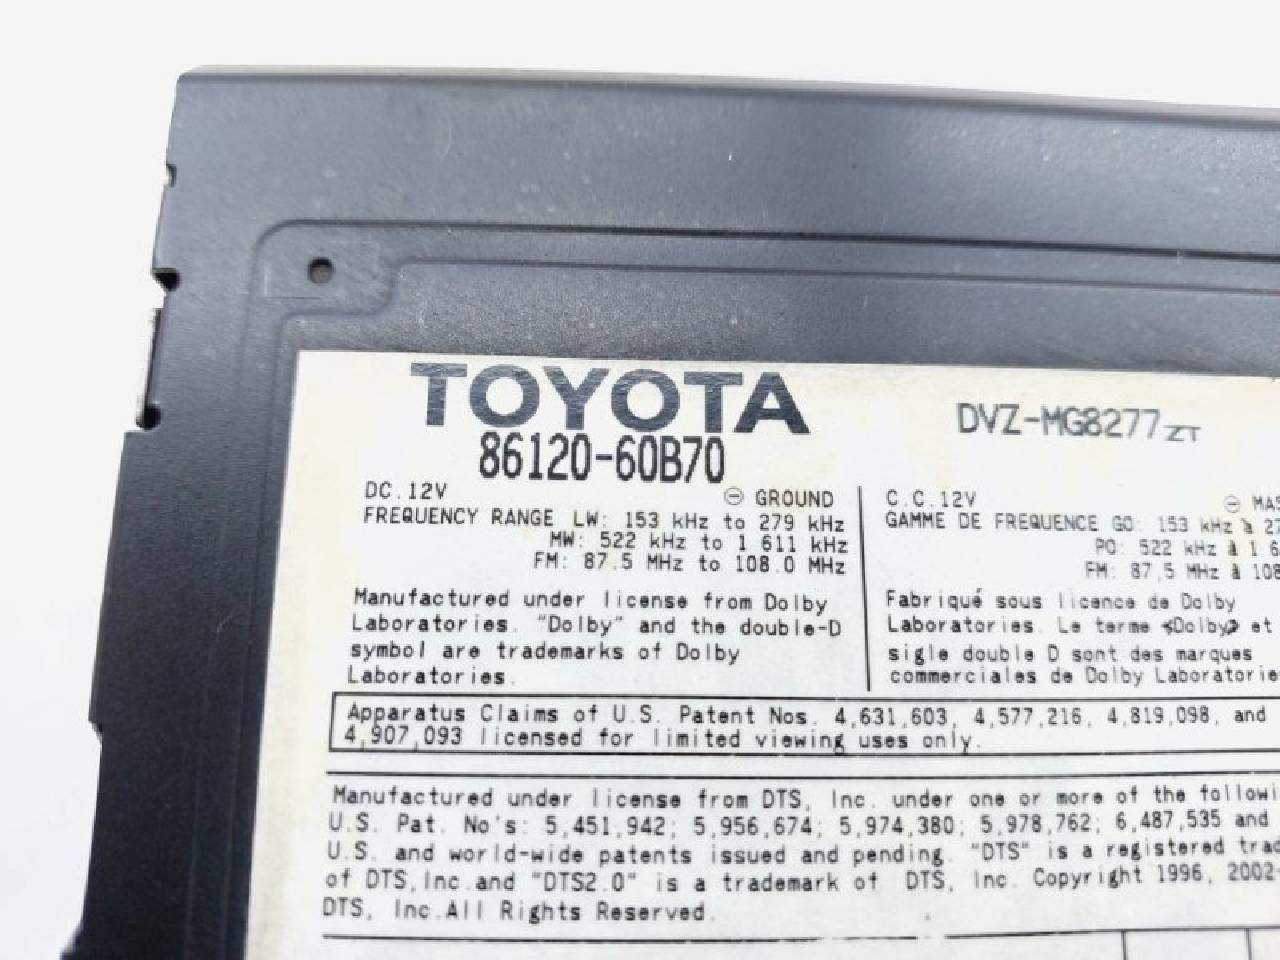 TOYOTA
86120-60B70
DVZ-MG8277 ZT
DC.12V ⊖ GROUND
FREQUENCY RANGE LW: 153 kHz to 279 kHz
MW: 522 kHz to 1 611 kHz
FM: 87.5 MHz to 108.0 MHz
Manufactured under license from Dolby
Laboratories. "Dolby" and the double-D
symbol are trademarks of Dolby
Laboratories.
C.C.12V ⊖
GAMME DE FREQUENCE GO: 153 kHz à
PO: 522 kHz à 1
FM: 87,5 MHz à
Fabriqué sous licence de Dolby
Laboratories. Le terme «Dolby» et
sigle double D sont des marques
commerciales de Dolby
Apparatus Claims of U.S. Patent Nos. 4,631,603, 4,577,216, 4,819,098, and
4,907,093 licensed for limited viewing uses only.
Manufactured under license from DTS, Inc. under one or more of the
U.S. Pat. No's: 5,451,942; 5,956,674; 5,974,380; 5,978,762; 6,487,535 and
U.S. and world-wide patents issued and pending. "DTS" is a registered
of DTS,Inc.and "DTS2.0" is a trademark of DTS, Inc. Copyright 1996, 2002-
DTS, Inc.All Rights Reserved.